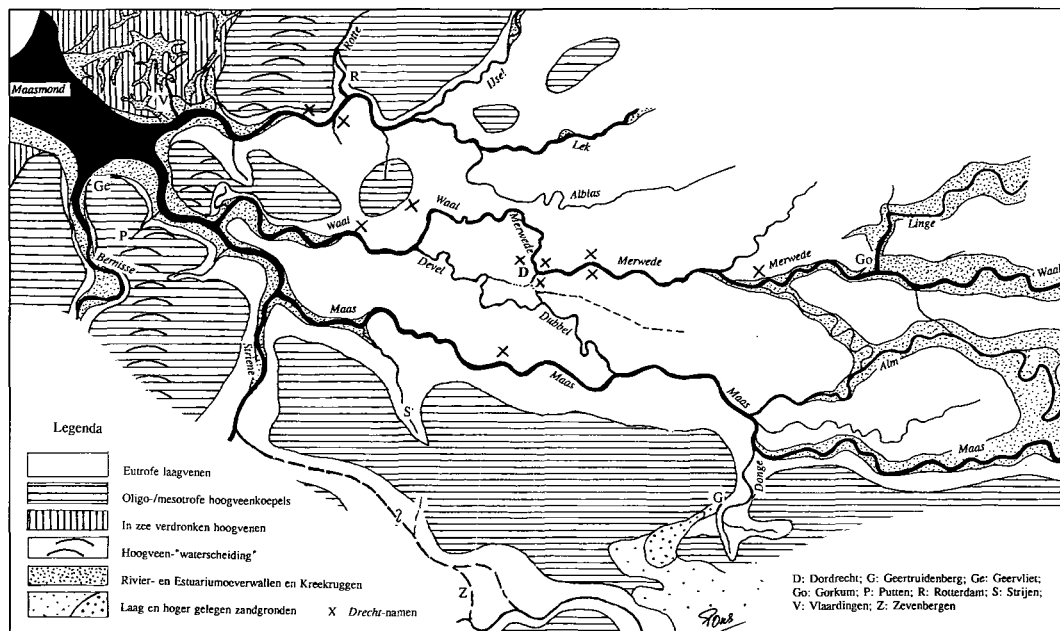 Maasmond
V
Rotte
R
IJsel
Lek
Alblas
Ge
P
Bernisse
Waal
Waal
Merwede
Devel
D
Merwede
Dubbel
Merwede
Linge
Go
Waal
Maas
Striene
S
Maas
Maas
Alm
Maas
Donge
G
?
Z
Legenda
Eutrofe laagvenen
Oligo-/mesotrofe hoogveenkoepels
In zee verdronken hoogvenen
Hoogveen-"waterscheiding"
Rivier- en Estuariumoeverwallen en Kreekruggen
Laag en hoger gelegen zandgronden
X Drecht-namen
D: Dordrecht; G: Geertruidenberg; Ge: Geervliet;
Go: Gorkum; P: Putten; R: Rotterdam; S: Strijen;
V: Vlaardingen; Z: Zevenbergen